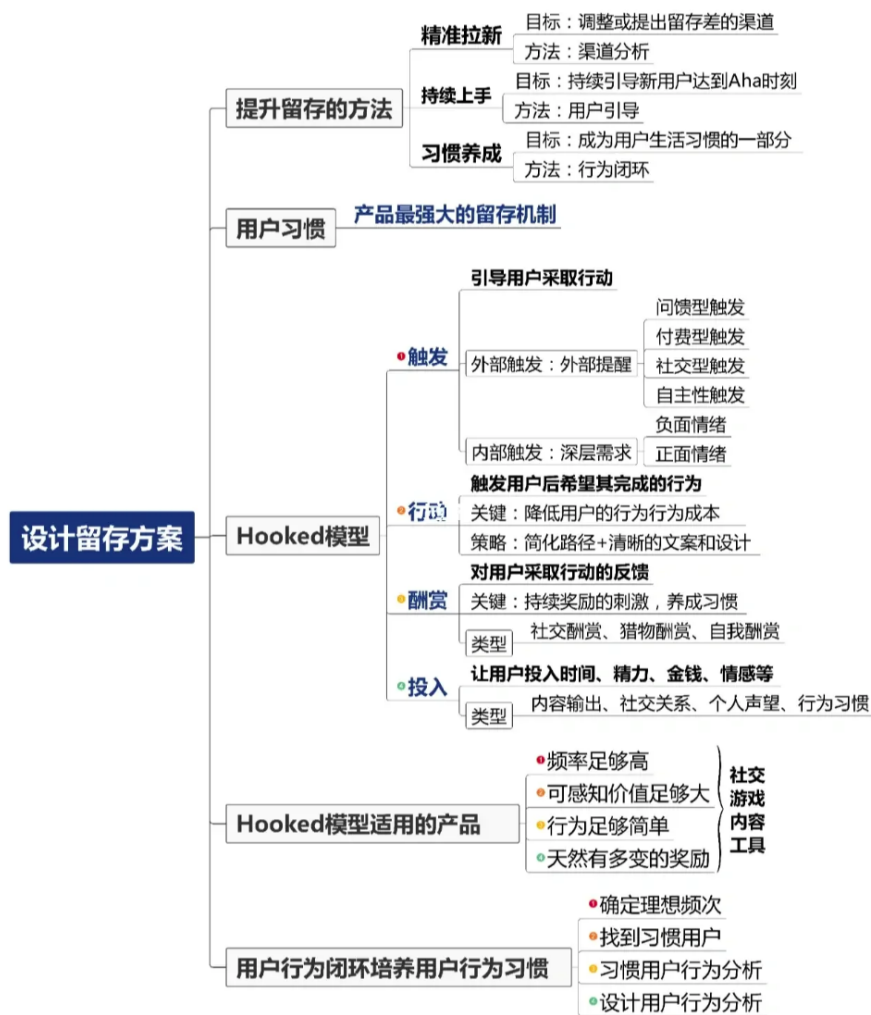 设计留存方案
提升留存的方法
精准拉新
目标：调整或提出留存差的渠道
方法：渠道分析
持续上手
目标：持续引导新用户达到Aha时刻
方法：用户引导
习惯养成
目标：成为用户生活习惯的一部分
方法：行为闭环
用户习惯
产品最强大的留存机制
Hooked模型
1触发
引导用户采取行动
外部触发：外部提醒
问馈型触发
付费型触发
社交型触发
自主性触发
内部触发：深层需求
负面情绪
正面情绪
2行动
触发用户后希望其完成的行为
关键：降低用户的行为行为成本
策略：简化路径+清晰的文案和设计
3酬赏
对用户采取行动的反馈
关键：持续奖励的刺激，养成习惯
类型
社交酬赏、猎物酬赏、自我酬赏
4投入
让用户投入时间、精力、金钱、情感等
类型
内容输出、社交关系、个人声望、行为习惯
Hooked模型适用的产品
1频率足够高
2可感知价值足够大
3行为足够简单
4天然有多变的奖励
社交
游戏
内容
工具
用户行为闭环培养用户行为习惯
1确定理想频次
2找到习惯用户
3习惯用户行为分析
4设计用户行为分析